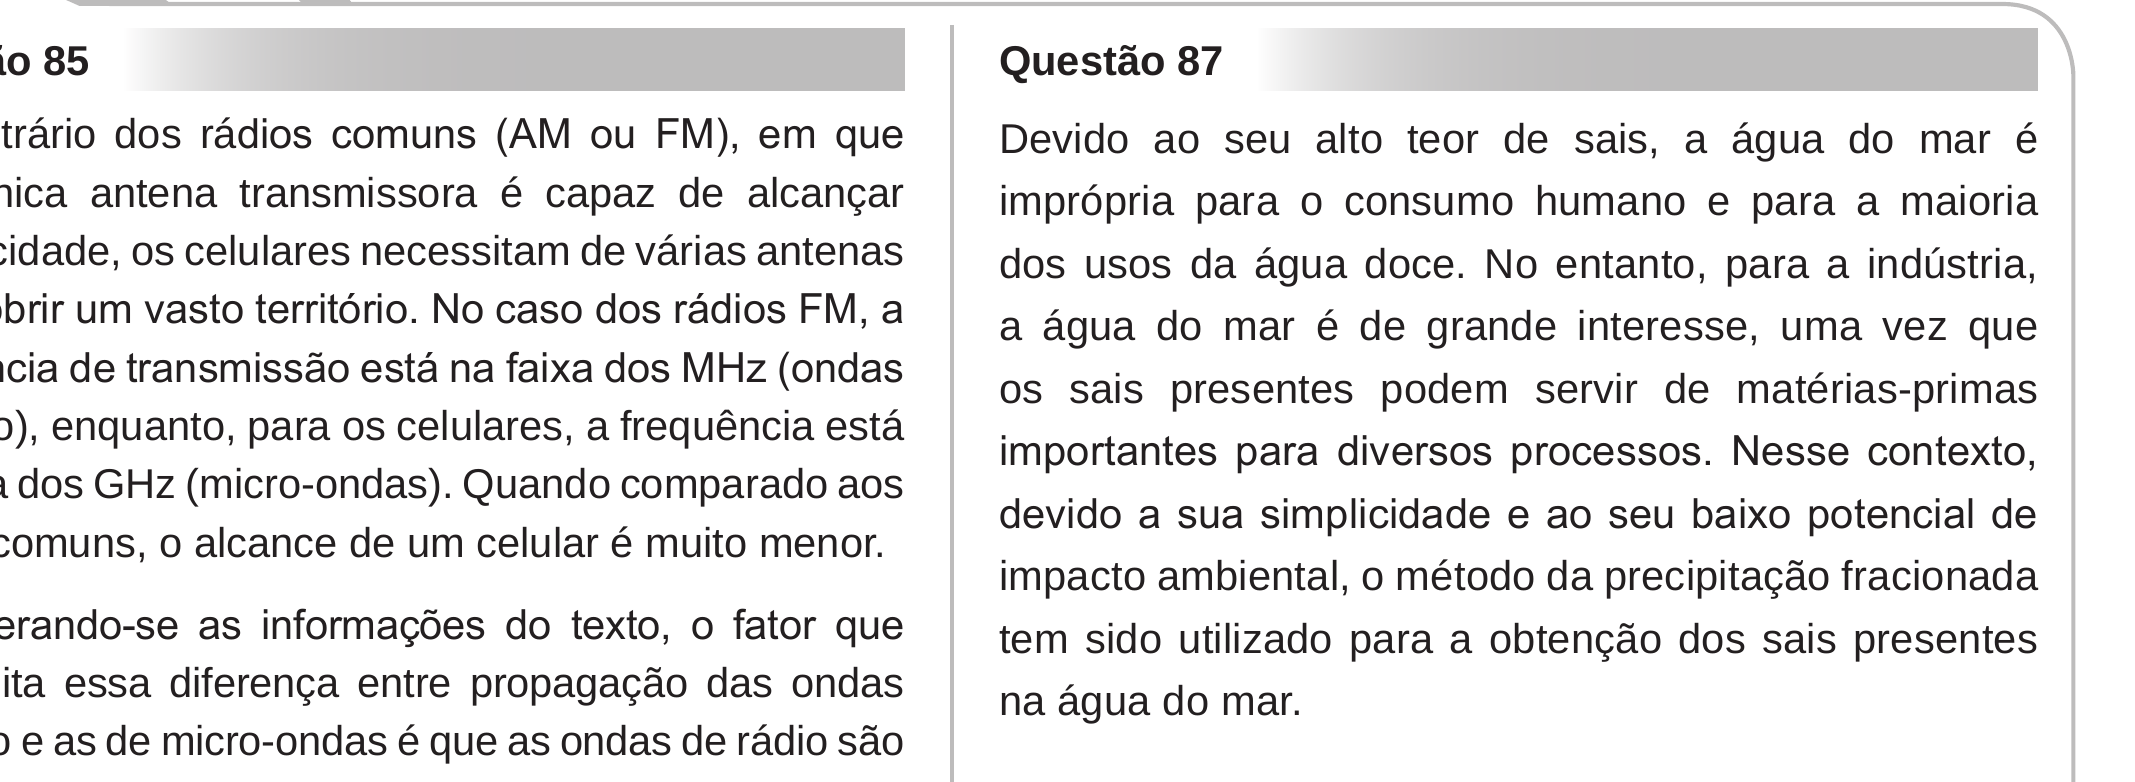 ão 85
trário dos rádios comuns (AM ou FM), em que
nica antena transmissora é capaz de alcançar
cidade, os celulares necessitam de várias antenas
obrir um vasto território. No caso dos rádios FM, a
ncia de transmissão está na faixa dos MHz (ondas
o), enquanto, para os celulares, a frequência está
a dos GHz (micro-ondas). Quando comparado aos
comuns, o alcance de um celular é muito menor.
erando-se as informações do texto, o fator que
ita essa diferença entre propagação das ondas
o e as de micro-ondas é que as ondas de rádio são
Questão 87
Devido ao seu alto teor de sais, a água do mar é
imprópria para o consumo humano e para a maioria
dos usos da água doce. No entanto, para a indústria,
a água do mar é de grande interesse, uma vez que
os sais presentes podem servir de matérias-primas
importantes para diversos processos. Nesse contexto,
devido a sua simplicidade e ao seu baixo potencial de
impacto ambiental, o método da precipitação fracionada
tem sido utilizado para a obtenção dos sais presentes
na água do mar.